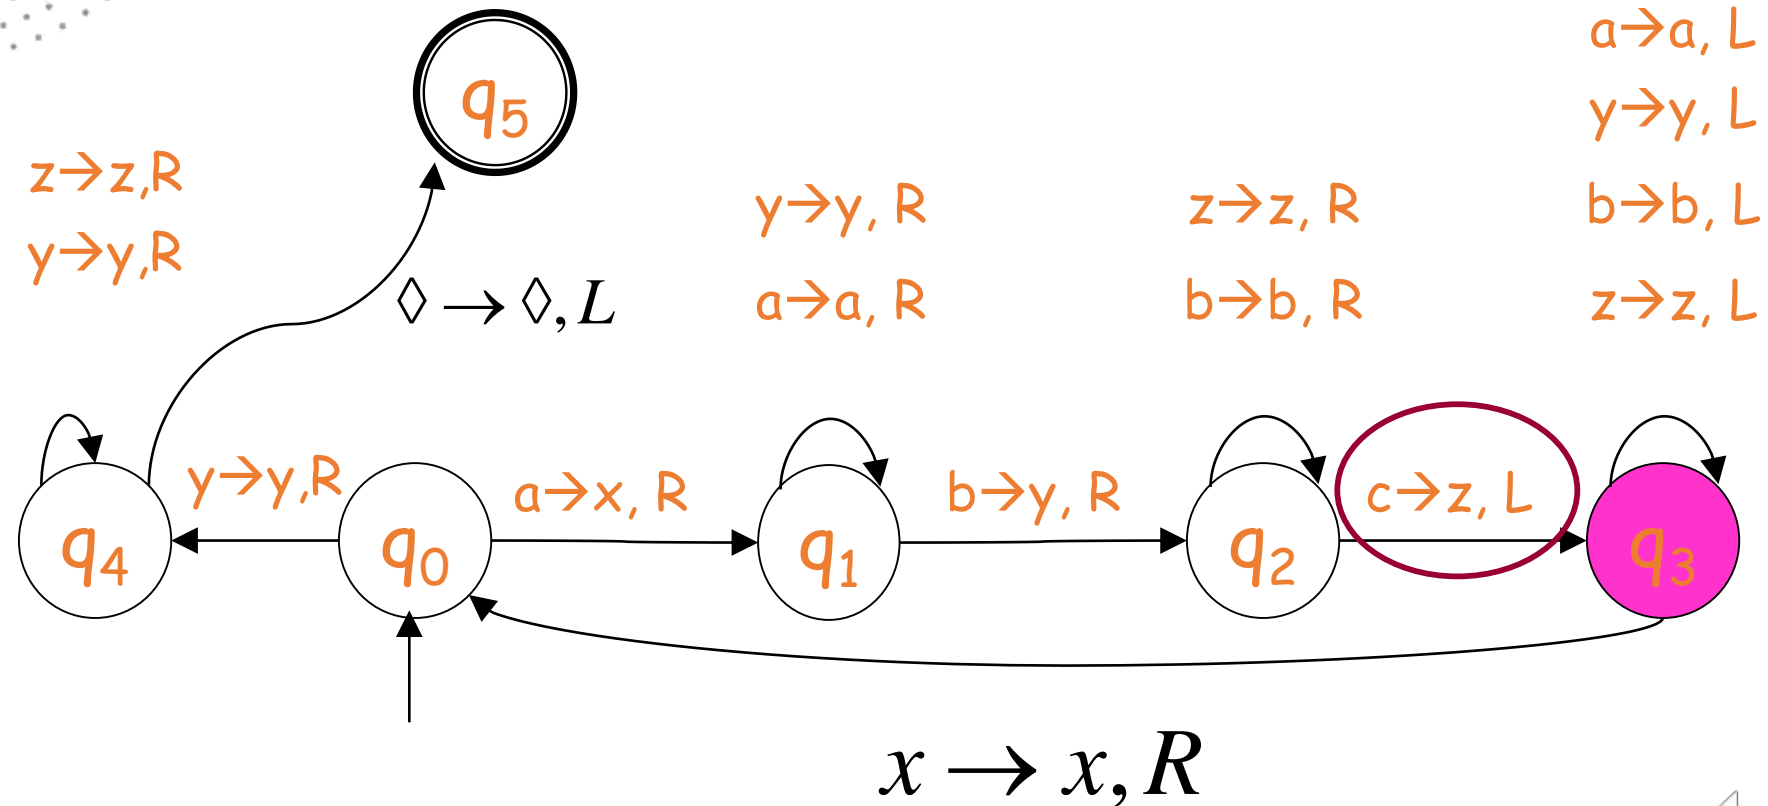 a→a, L
q5
y→y, L
z→z,R
y→y, R
z→z, R
b→b, L
y→y,R
◊→◊, L
a→a, R
b→b, R
z→z, L
y→y,R
a→x, R
b→y, R
c→z, L
q4
q0
q1
q2
q3
x→x, R